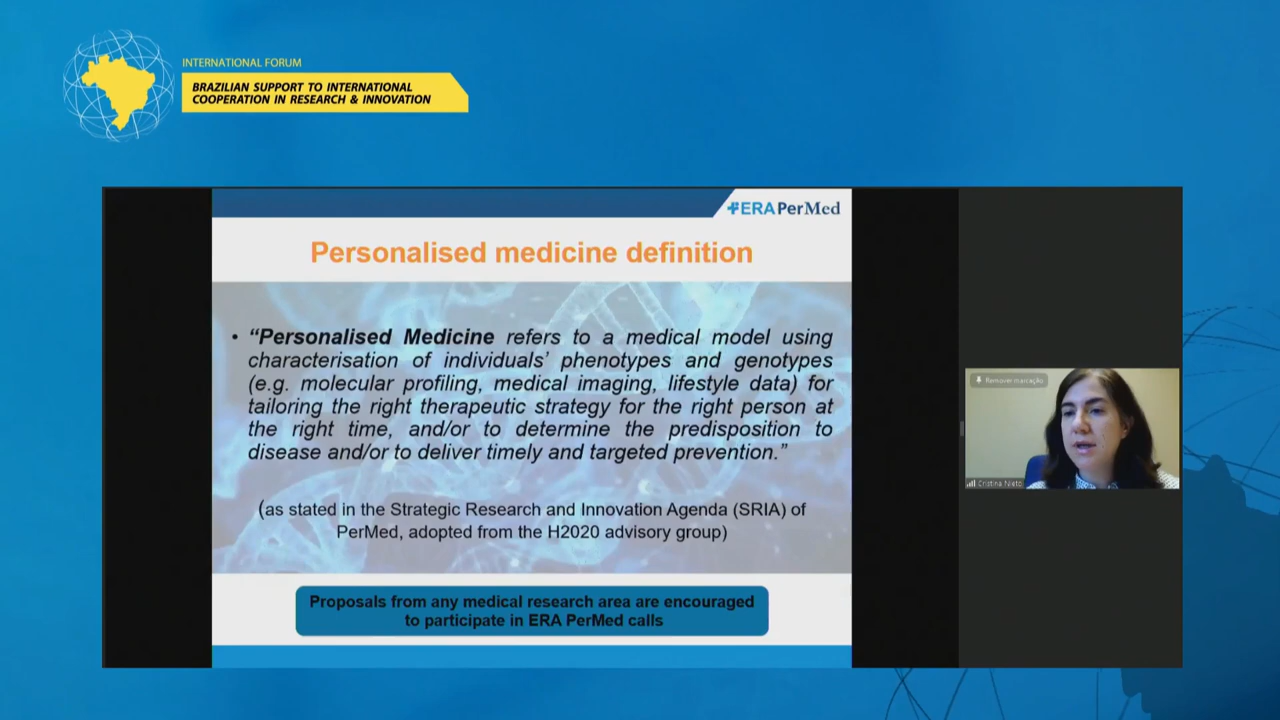 INTERNATIONAL FORUM
BRAZILIAN SUPPORT TO INTERNATIONAL
COOPERATION IN RESEARCH & INNOVATION
ERA PerMed
Personalised medicine definition
• “Personalised Medicine refers to a medical model using
characterisation of individuals’ phenotypes and genotypes
(e.g. molecular profiling, medical imaging, lifestyle data) for
tailoring the right therapeutic strategy for the right person at
the right time, and/or to determine the predisposition to
disease and/or to deliver timely and targeted prevention.”
(as stated in the Strategic Research and Innovation Agenda (SRIA) of
PerMed, adopted from the H2020 advisory group)
Proposals from any medical research area are encouraged
to participate in ERA PerMed calls
Remover marcação
Cristina Nieto